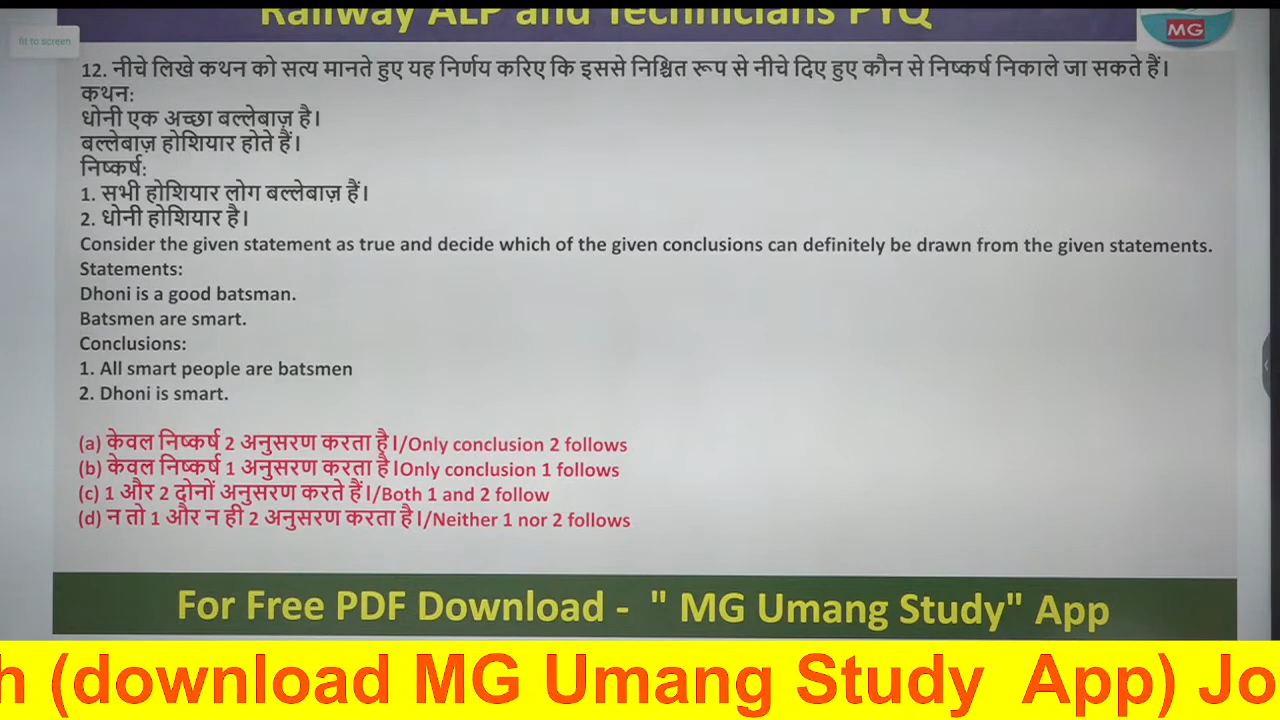 Railway ALP and Technicians PYQ
MG
fit to screen
12. नीचे लिखे कथन को सत्य मानते हुए यह निर्णय करिए कि इससे निश्चित रूप से नीचे दिए हुए कौन से निष्कर्ष निकाले जा सकते हैं।
कथन:
धोनी एक अच्छा बल्लेबाज़ है।
बल्लेबाज़ होशियार होते हैं।
निष्कर्ष:
1. सभी होशियार लोग बल्लेबाज़ हैं।
2. धोनी होशियार है।
Consider the given statement as true and decide which of the given conclusions can definitely be drawn from the given statements.
Statements:
Dhoni is a good batsman.
Batsmen are smart.
Conclusions:
1. All smart people are batsmen
2. Dhoni is smart.
(a) केवल निष्कर्ष 2 अनुसरण करता है।/Only conclusion 2 follows
(b) केवल निष्कर्ष 1 अनुसरण करता है।Only conclusion 1 follows
(c) 1 और 2 दोनों अनुसरण करते हैं।/Both 1 and 2 follow
(d) न तो 1 और न ही 2 अनुसरण करता है।/Neither 1 nor 2 follows
For Free PDF Download - " MG Umang Study" App
h (download MG Umang Study App) Jo